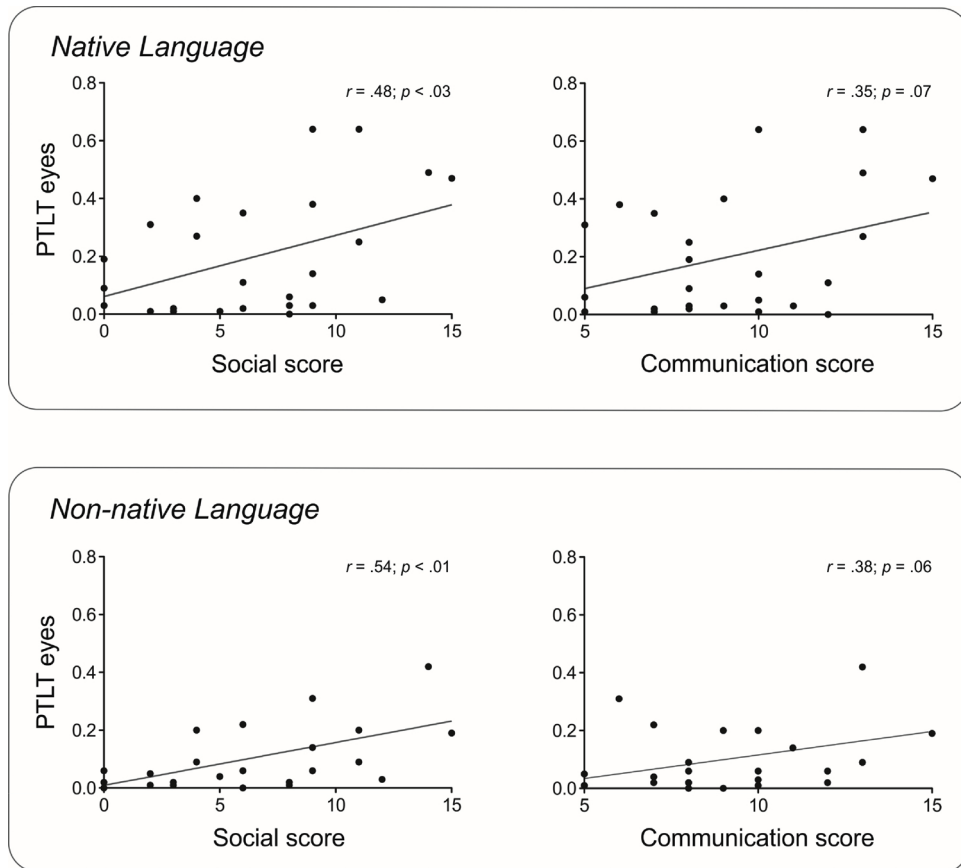 Native Language
r = .48; p < .03
r = .35; p = .07
PTLT eyes
0.8
0.6
0.4
0.2
0.0
0 5 10 15
Social score
0.8
0.6
0.4
0.2
0.0
5 10 15
Communication score
Non-native Language
r = .54; p < .01
r = .38; p = .06
PTLT eyes
0.8
0.6
0.4
0.2
0.0
0 5 10 15
Social score
0.8
0.6
0.4
0.2
0.0
5 10 15
Communication score